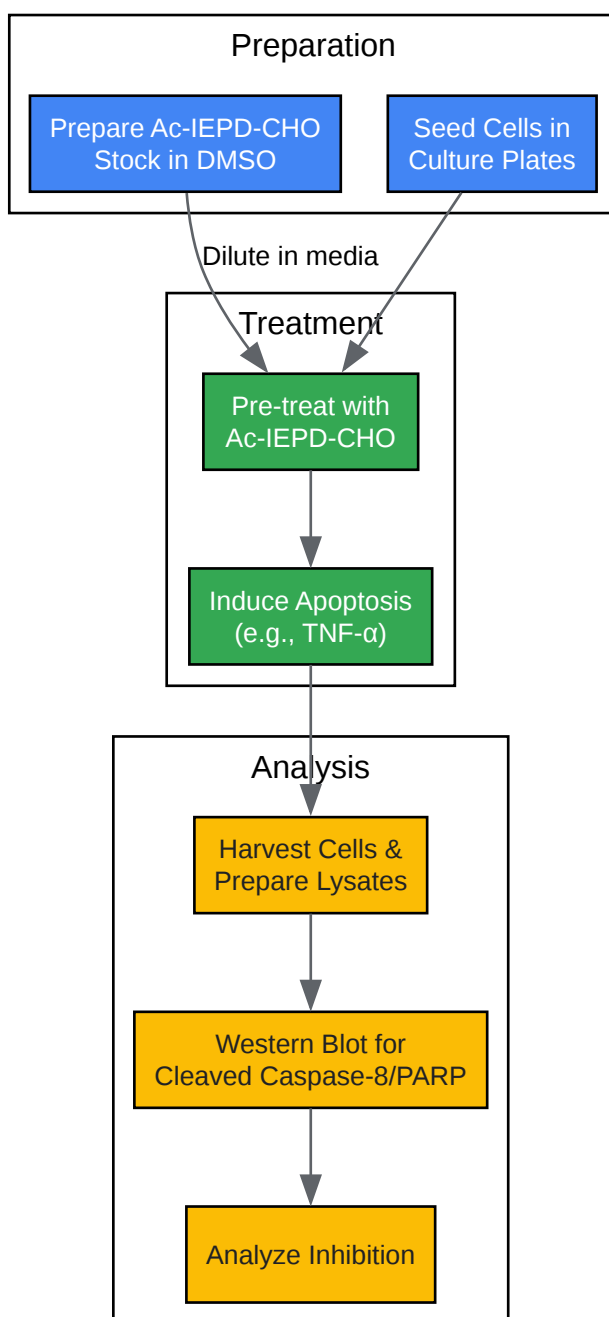 Preparation
Prepare Ac-IEPD-CHO
Stock in DMSO
Seed Cells in
Culture Plates
Dilute in media
Treatment
Pre-treat with
Ac-IEPD-CHO
Induce Apoptosis
(e.g., TNF-α)
Analysis
Harvest Cells &
Prepare Lysates
Western Blot for
Cleaved Caspase-8/PARP
Analyze Inhibition